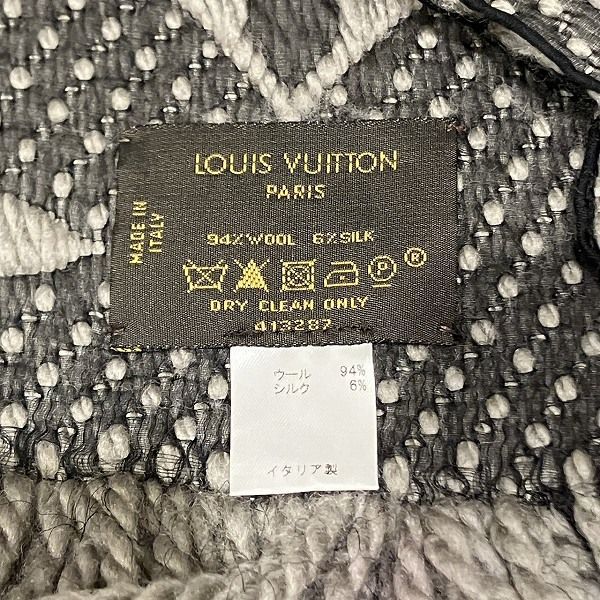 LOUIS VUITTON
PARIS
MADE IN
ITALY
94%WOOL 6%SILK
P ®
DRY CLEAN ONLY
413287
ウール 94%
シルク 6%
イタリア製